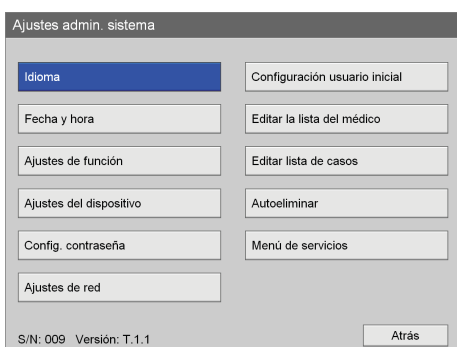 Ajustes admin. sistema
Idioma
Fecha y hora
Ajustes de función
Ajustes del dispositivo
Config. contraseña
Ajustes de red
Configuración usuario inicial
Editar la lista del médico
Editar lista de casos
Autoeliminar
Menú de servicios
S/N: 009 Versión: T.1.1
Atrás